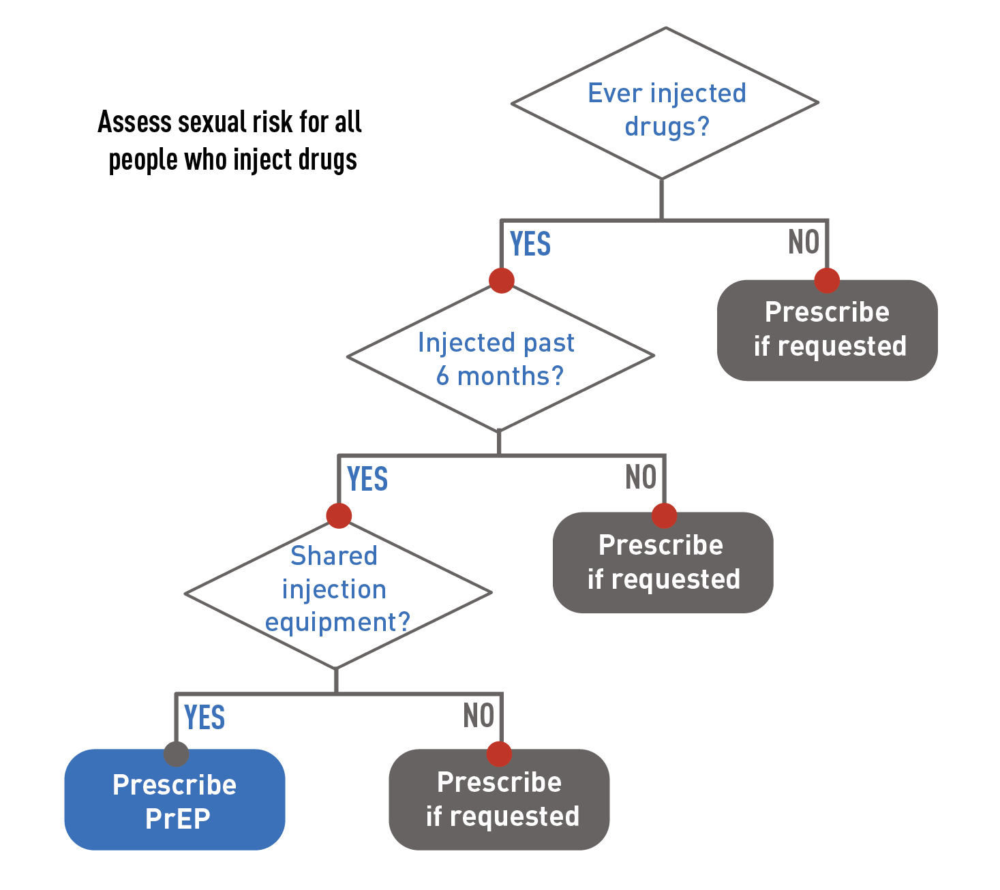 Assess sexual risk for all
people who inject drugs
Ever injected
drugs?
YES
NO
Prescribe
if requested
Injected past
6 months?
YES
NO
Prescribe
if requested
Shared
injection
equipment?
YES
NO
Prescribe
PrEP
Prescribe
if requested